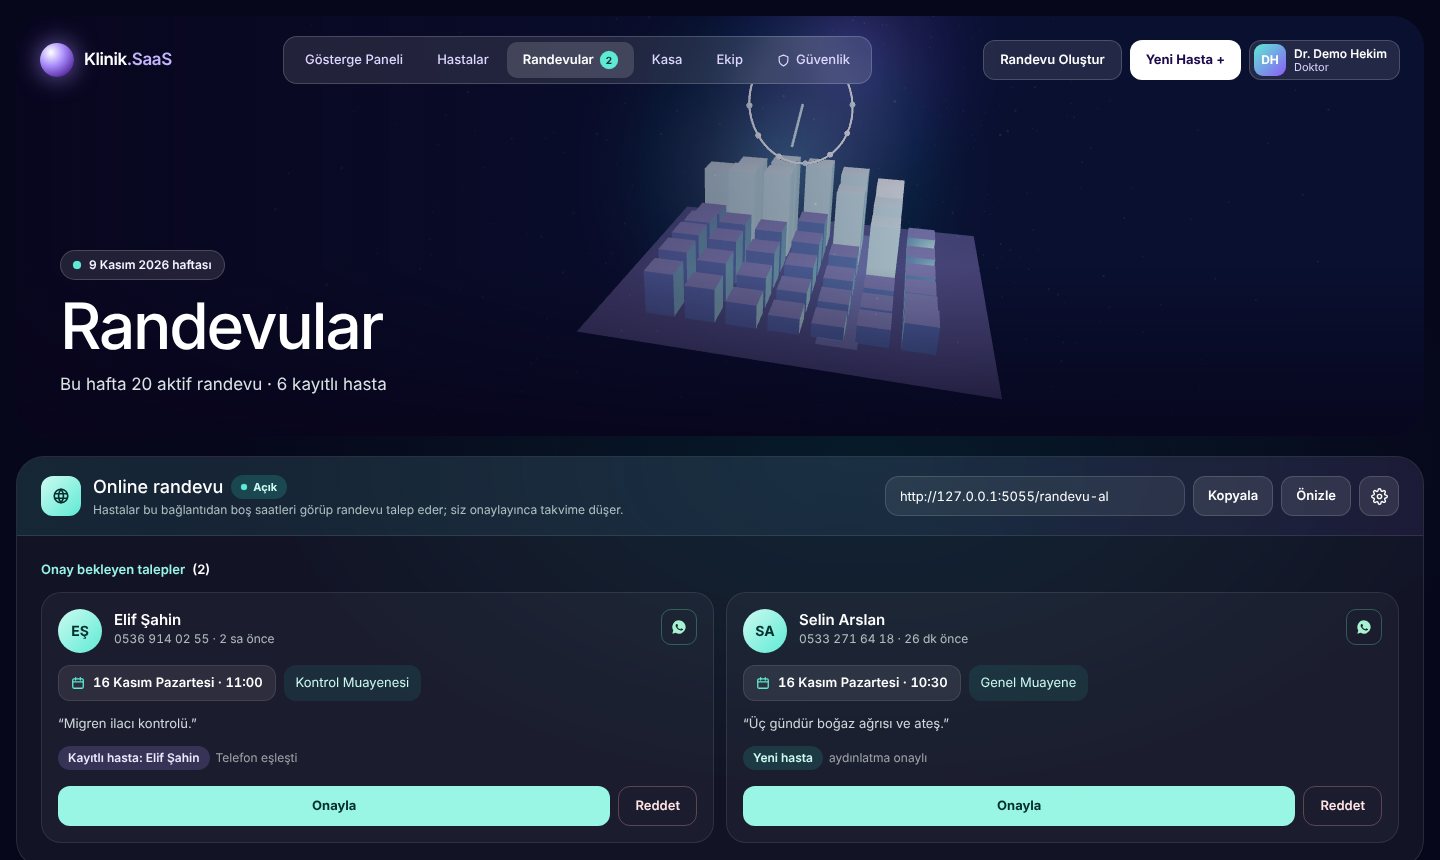 Klinik.SaaS
Gösterge Paneli
Hastalar
Randevular 2
Kasa
Ekip
Güvenlik
Randevu Oluştur
Yeni Hasta +
DH
Dr. Demo Hekim
Doktor
9 Kasım 2026 haftası
Randevular
Bu hafta 20 aktif randevu · 6 kayıtlı hasta
Online randevu
Açık
Hastalar bu bağlantıdan boş saatleri görüp randevu talep eder; siz onaylayınca takvime düşer.
http://127.0.0.1:5055/randevu-al
Kopyala
Önizle
Onay bekleyen talepler (2)
EŞ
Elif Şahin
0536 914 02 55 · 2 sa önce
16 Kasım Pazartesi · 11:00
Kontrol Muayenesi
“Migren ilacı kontrolü.”
Kayıtlı hasta: Elif Şahin
Telefon eşleşti
Onayla
Reddet
SA
Selin Arslan
0533 271 64 18 · 26 dk önce
16 Kasım Pazartesi · 10:30
Genel Muayene
“Üç gündür boğaz ağrısı ve ateş.”
Yeni hasta
aydınlatma onaylı
Onayla
Reddet